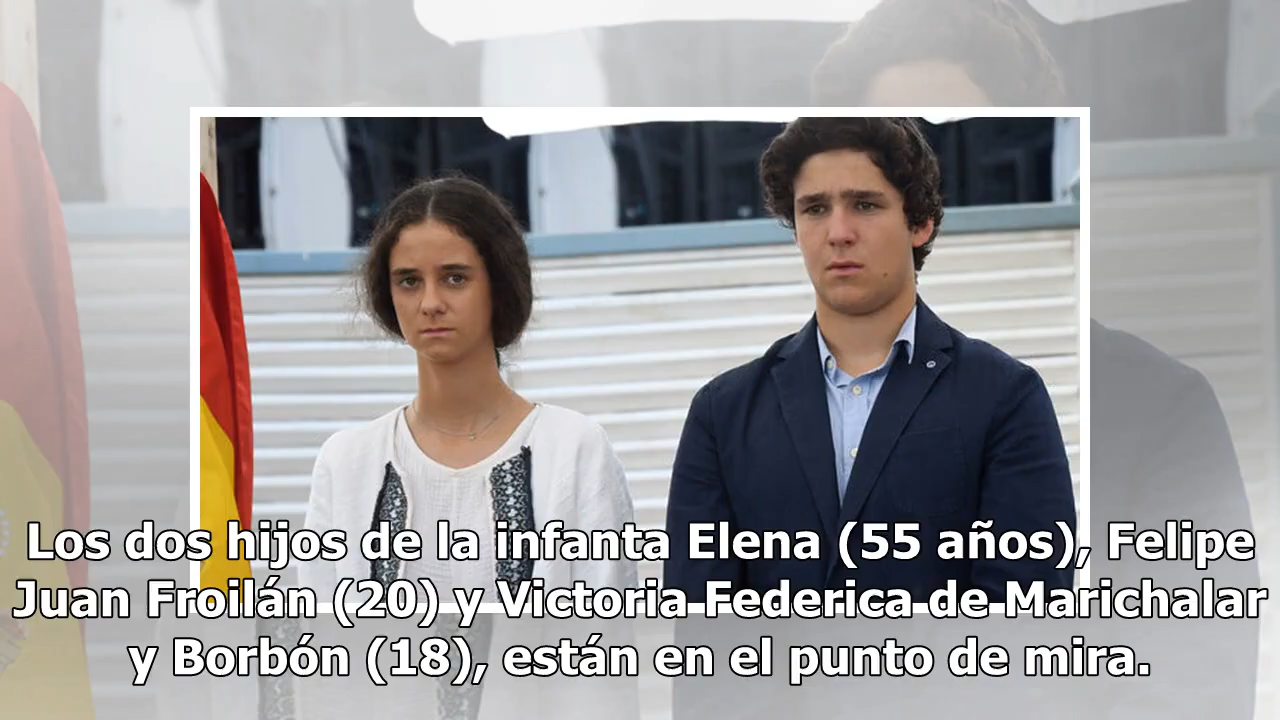 Los dos hijos de la infanta Elena (55 años), Felipe
Juan Froilán (20) y Victoria Federica de Marichalar
y Borbón (18), están en el punto de mira.